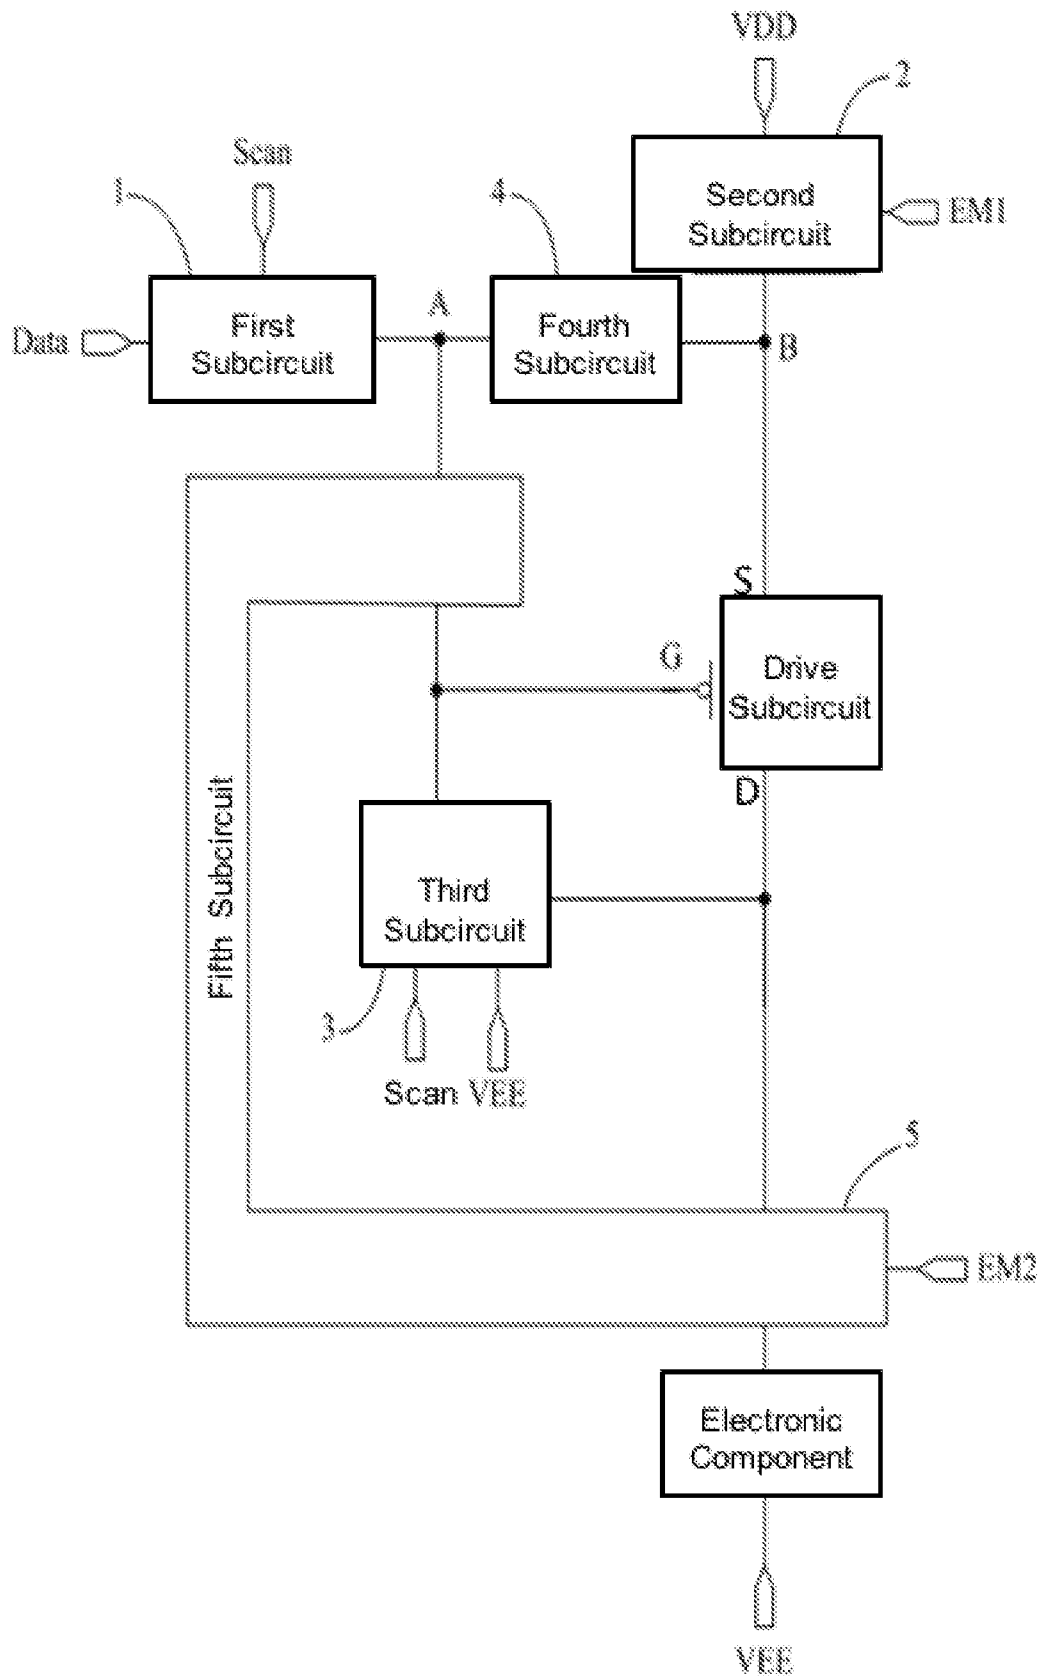 VDD
2
Scan
1
4
Second
Subcircuit
EM1
A
First
Subcircuit
Fourth
Subcircuit
Data
B
S
G
Drive
Subcircuit
D
Fifth Subcircuit
Third
Subcircuit
3
Scan VEE
5
EM2
Electronic
Component
VEE